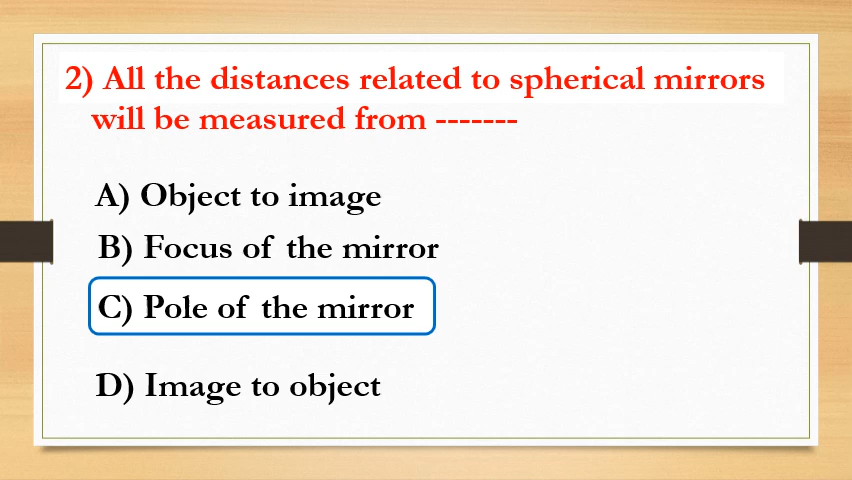 2) All the distances related to spherical mirrors
will be measured from -------
A) Object to image
B) Focus of the mirror
C) Pole of the mirror
D) Image to object